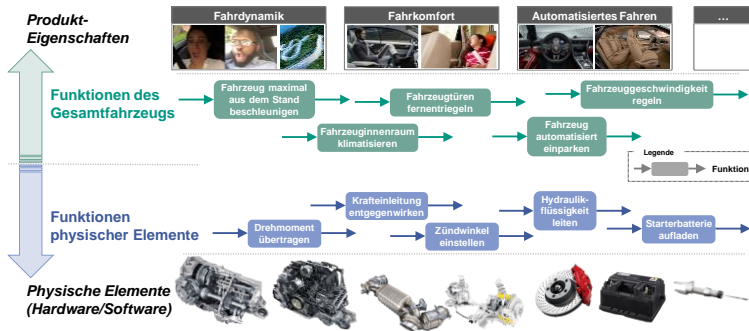 Produkt-
Eigenschaften
Fahrdynamik
Fahrkomfort
Automatisiertes Fahren
...
Funktionen des
Gesamtfahrzeugs
Fahrzeug maximal
aus dem Stand
beschleunigen
Fahrzeugtüren
fernentriegeln
Fahrzeuggeschwindigkeit
regeln
Fahrzeuginnenraum
klimatisieren
Fahrzeug
automatisiert
einparken
Legende
Funktion
Funktionen
physischer Elemente
Krafteinleitung
entgegenwirken
Hydraulik-
flüssigkeit
leiten
Drehmoment
übertragen
Zündwinkel
einstellen
Starterbatterie
aufladen
Physische Elemente
(Hardware/Software)